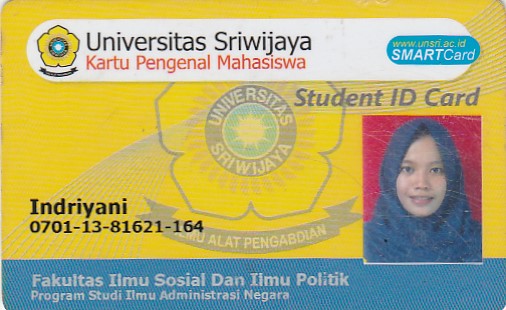 Universitas Sriwijaya
Kartu Pengenal Mahasiswa
www.unsri.ac.id
SMARTCard
Student ID Card
UNIVERSITAS
SRIWIJAYA
ILMU ALAT PENGABDIAN
Indriyani
0701-13-81621-164
Fakultas Ilmu Sosial Dan Ilmu Politik
Program Studi Ilmu Administrasi Negara